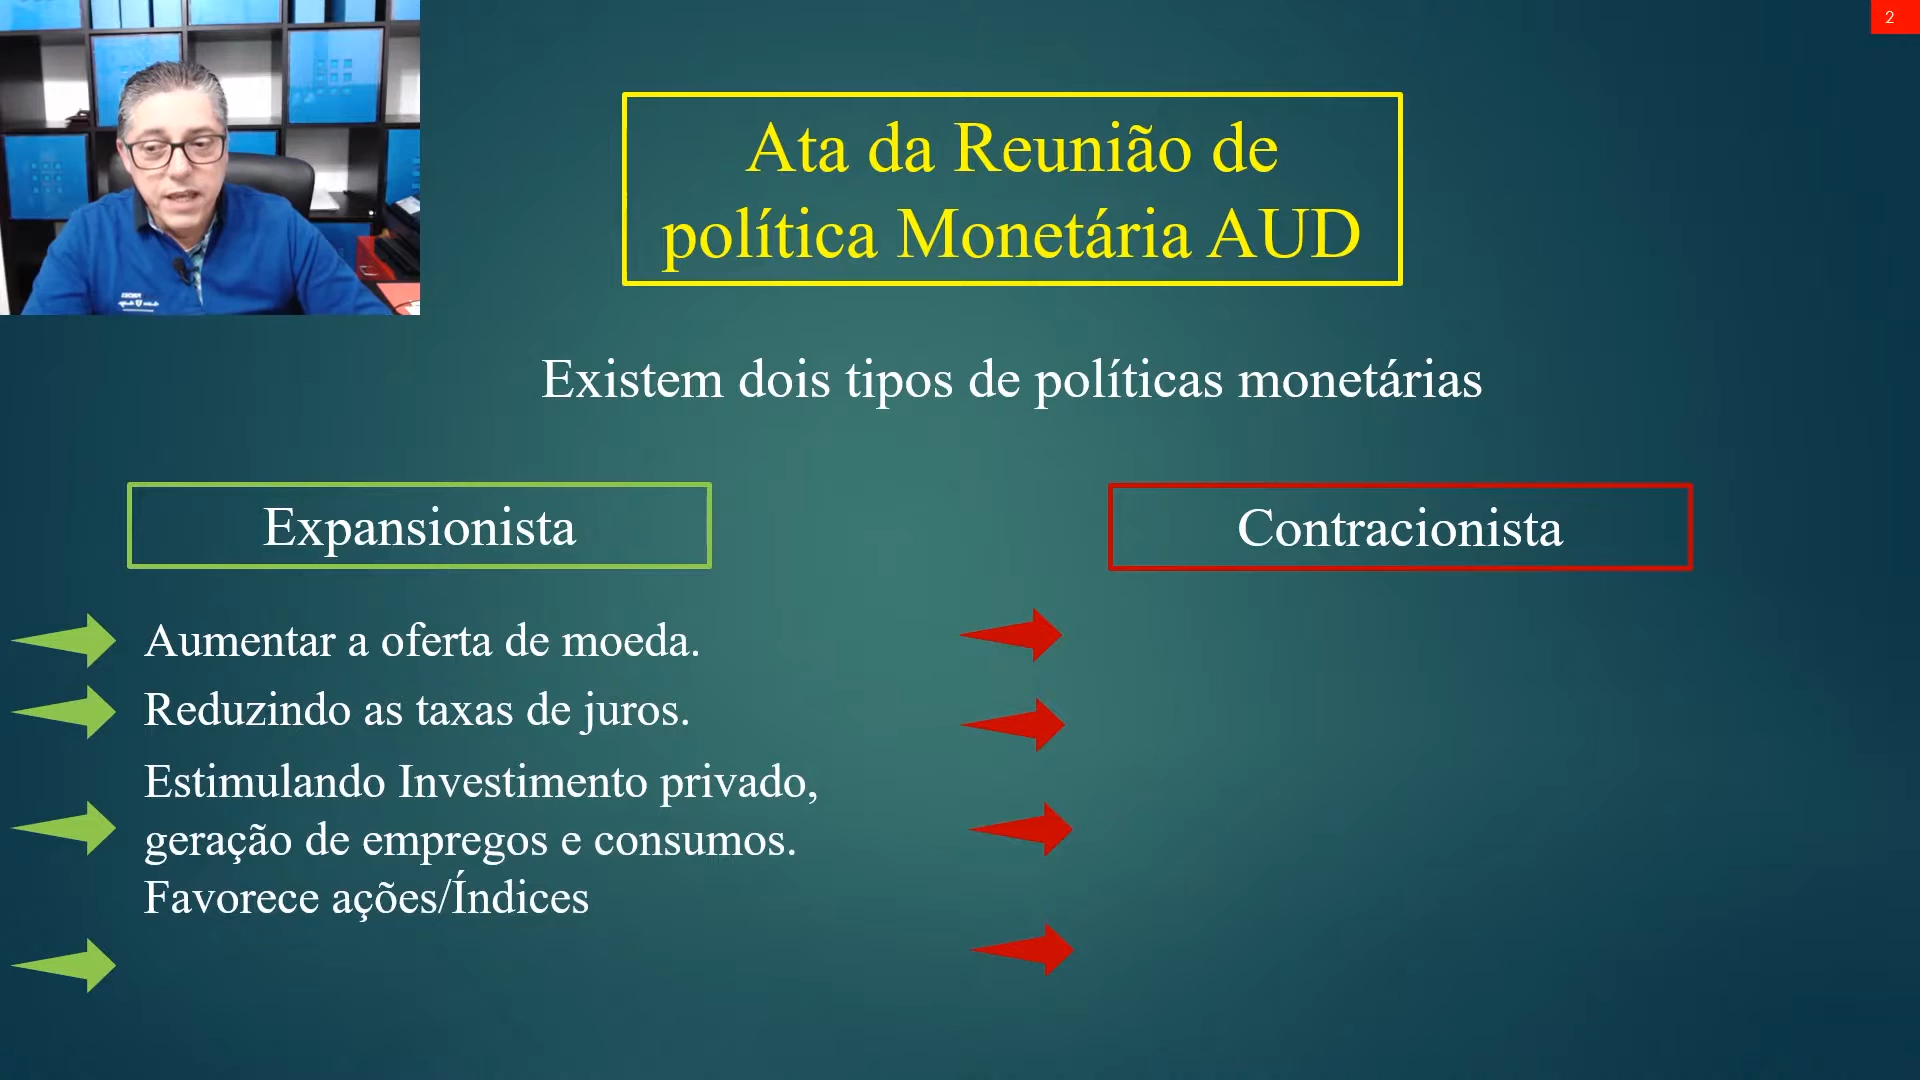 2
Ata da Reunião de
política Monetária AUD
Existem dois tipos de políticas monetárias
Expansionista
Contracionista
Aumentar a oferta de moeda.
Reduzindo as taxas de juros.
Estimulando Investimento privado,
geração de empregos e consumos.
Favorece ações/Índices